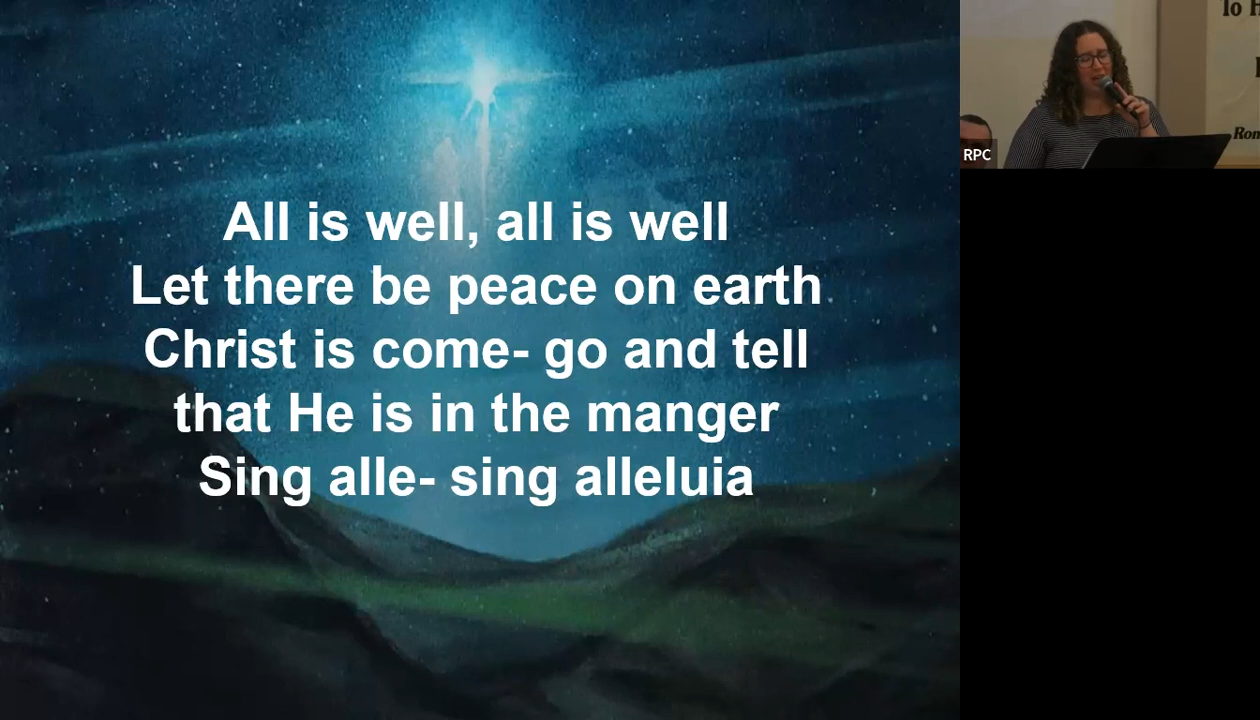 All is well, all is well
Let there be peace on earth
Christ is come- go and tell
that He is in the manger
Sing alle- sing alleluia
RPC
To